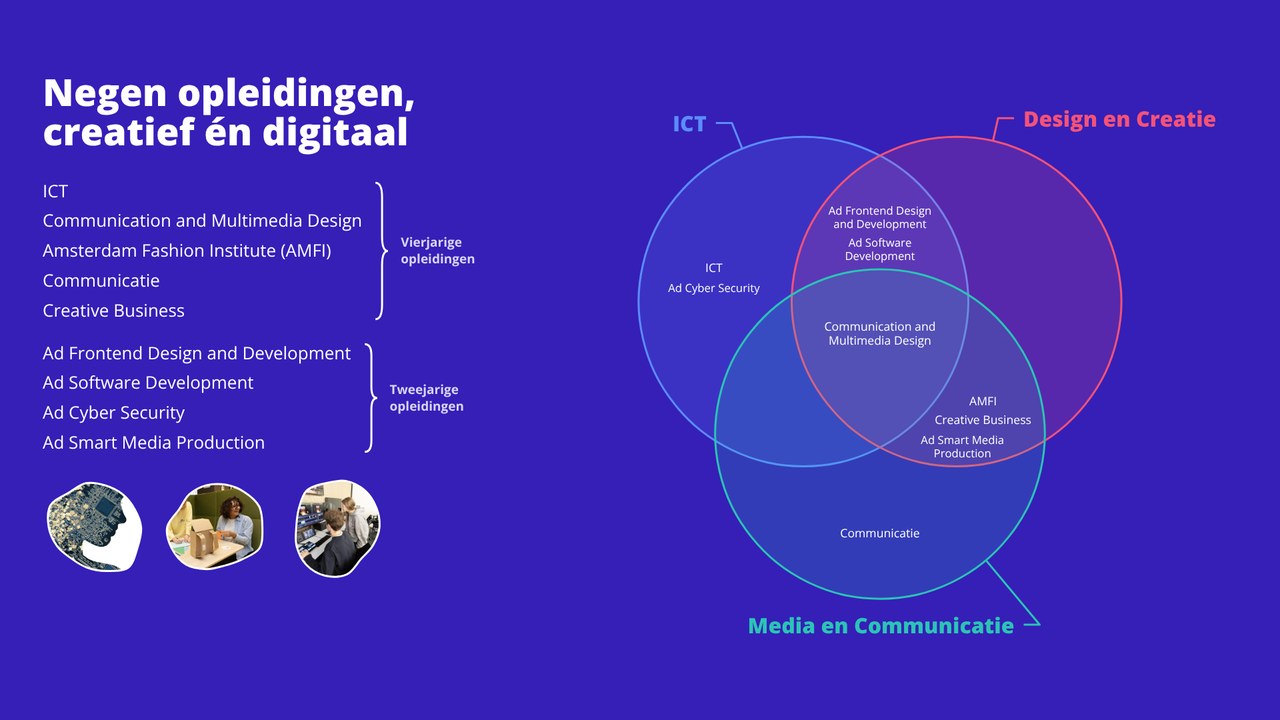 Negen opleidingen,
creatief én digitaal
ICT
Communication and Multimedia Design
Amsterdam Fashion Institute (AMFI)
Communicatie
Creative Business
Vierjarige
opleidingen
Ad Frontend Design and Development
Ad Software Development
Ad Cyber Security
Ad Smart Media Production
Tweejarige
opleidingen
ICT
Design en Creatie
Ad Frontend Design
and Development
Ad Software
Development
ICT
Ad Cyber Security
Communication and
Multimedia Design
AMFI
Creative Business
Ad Smart Media
Production
Communicatie
Media en Communicatie